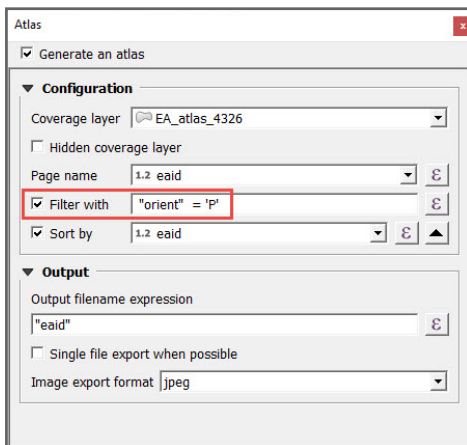 Atlas x
Generate an atlas
Configuration
Coverage layer EA_atlas_4326
Hidden coverage layer
Page name 1.2 eaid ε
Filter with "orient" = 'P' ε
Sort by 1.2 eaid ε
Output
Output filename expression
"eaid" ε
Single file export when possible
Image export format jpeg